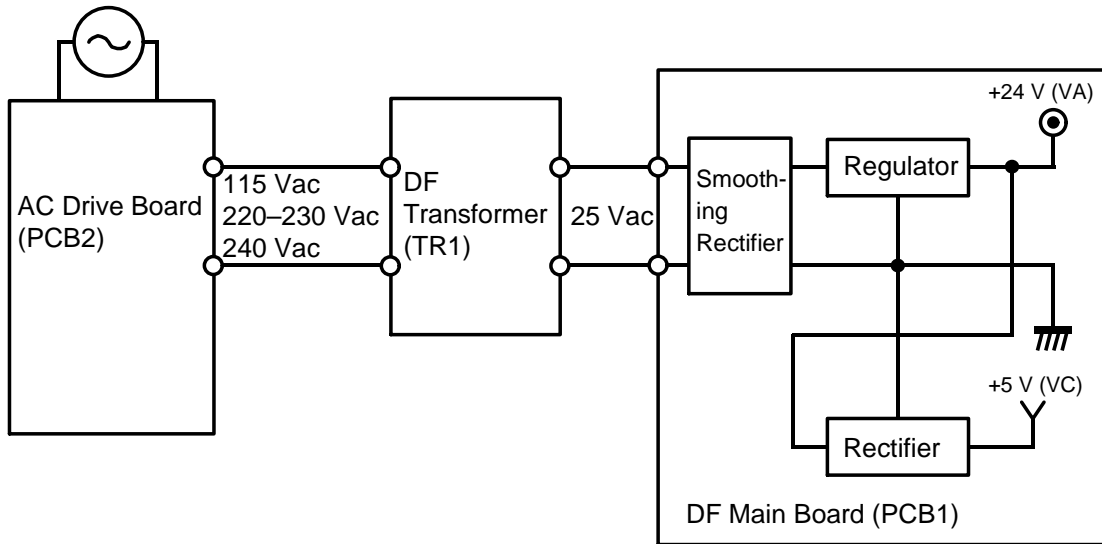 AC Drive Board
(PCB2)
115 Vac
220–230 Vac
240 Vac
DF
Transformer
(TR1)
25 Vac
Smooth-
ing
Rectifier
Regulator
+24 V (VA)
+5 V (VC)
Rectifier
DF Main Board (PCB1)